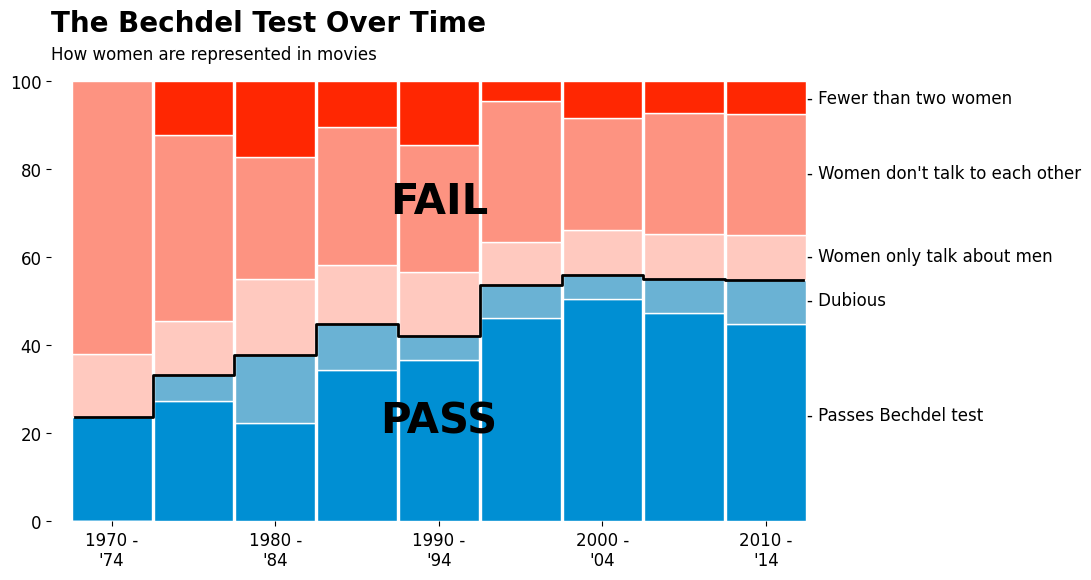 The Bechdel Test Over Time
How women are represented in movies
100
80
60
40
20
0
FAIL
PASS
- Fewer than two women
- Women don't talk to each other
- Women only talk about men
- Dubious
- Passes Bechdel test
1970 -
'74
1980 -
'84
1990 -
'94
2000 -
'04
2010 -
'14